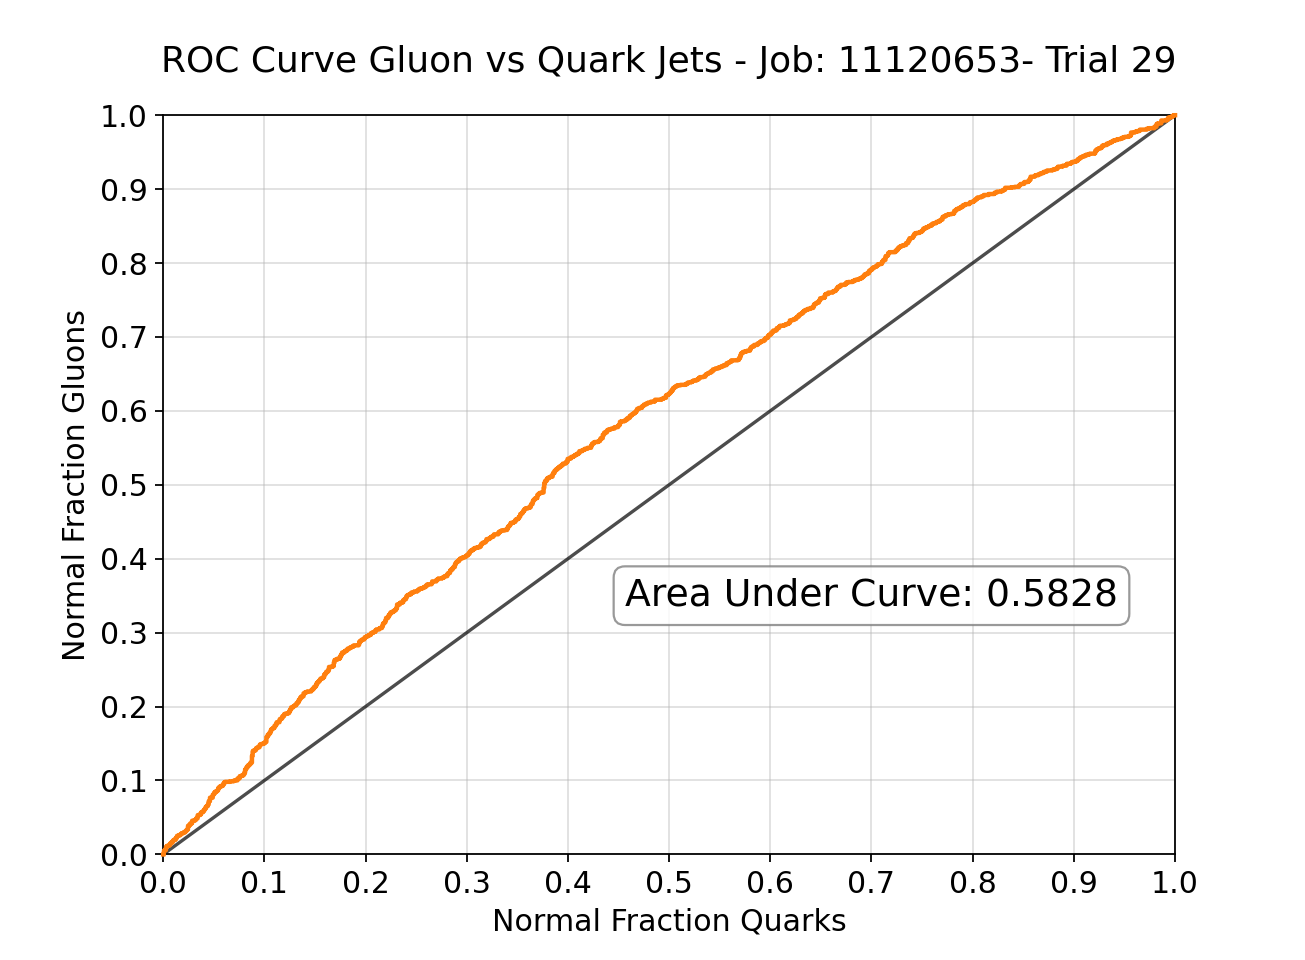 ROC Curve Gluon vs Quark Jets - Job: 11120653- Trial 29
1.0
0.9
0.8
0.7
0.6
0.5
0.4
0.3
0.2
0.1
0.0
Normal Fraction Gluons
Area Under Curve: 0.5828
0.0 0.1 0.2 0.3 0.4 0.5 0.6 0.7 0.8 0.9 1.0
Normal Fraction Quarks